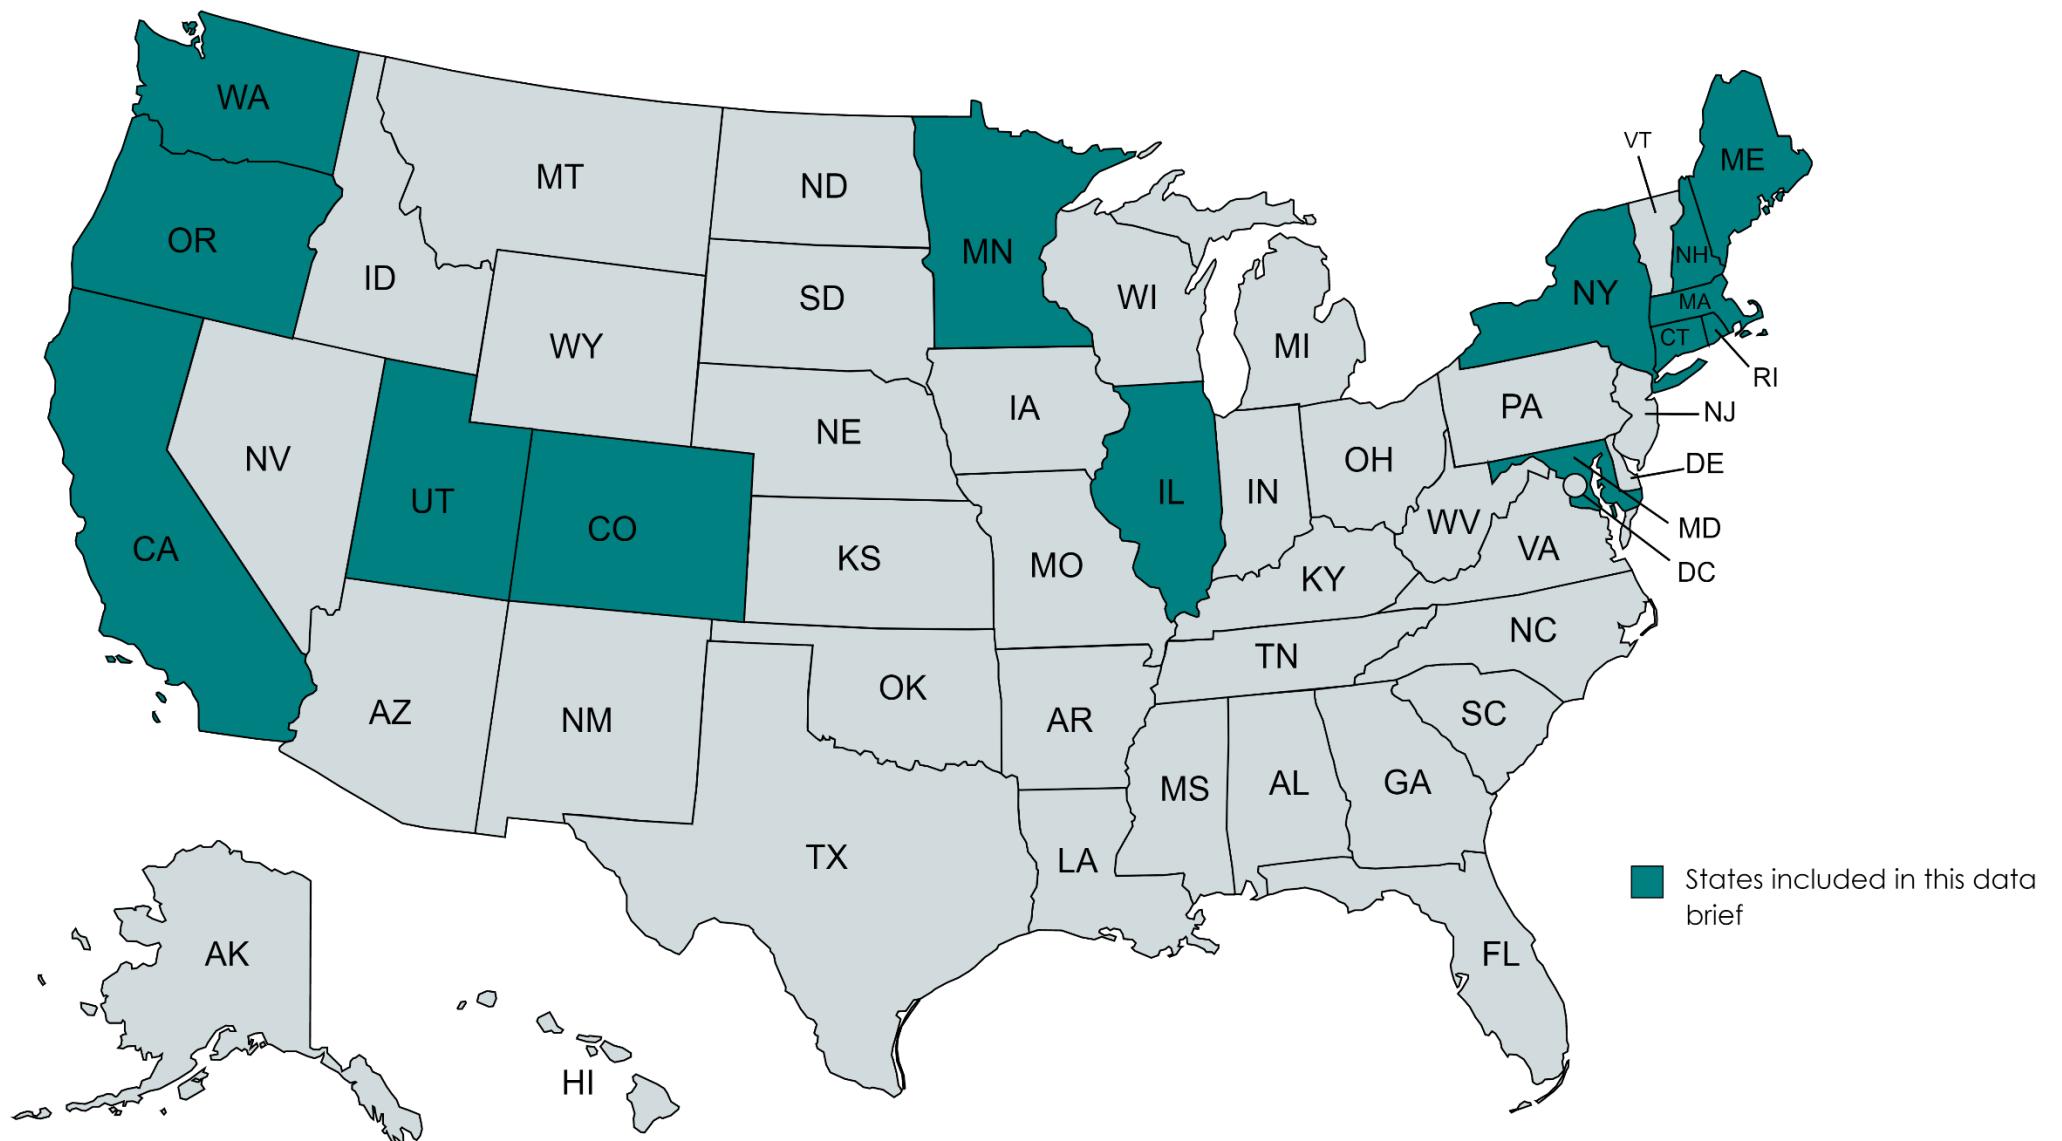 WA
MT
ND
MN
VT
ME
OR
ID
SD
WI
NH
NY
MA
WY
MI
CT
RI
IA
PA
NJ
NE
NV
UT
CO
IL
IN
OH
DE
WV
MD
CA
KS
MO
KY
VA
DC
NC
TN
OK
AZ
NM
AR
SC
MS
AL
GA
TX
LA
States included in this data
brief
AK
FL
HI